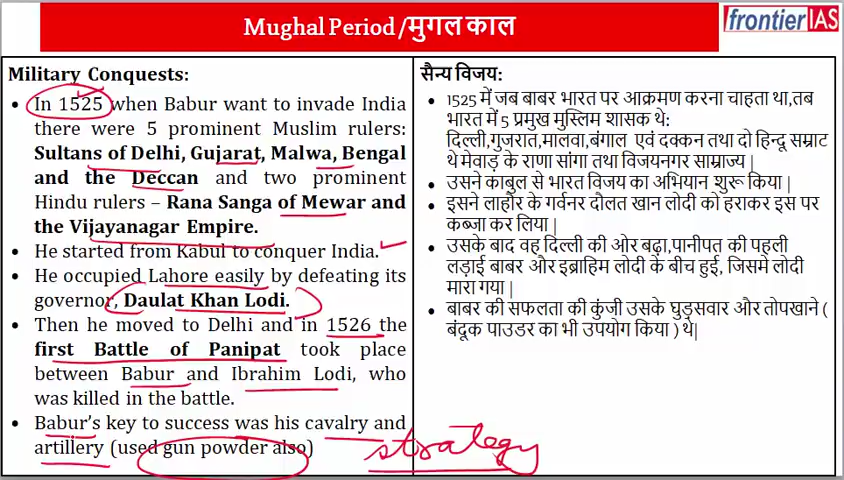 Mughal Period /मुगल काल
frontierIAS
Military Conquests:
• In 1525 when Babur want to invade India
there were 5 prominent Muslim rulers:
Sultans of Delhi, Gujarat, Malwa, Bengal
and the Deccan and two prominent
Hindu rulers – Rana Sanga of Mewar and
the Vijayanagar Empire.
• He started from Kabul to conquer India.
• He occupied Lahore easily by defeating its
governor, Daulat Khan Lodi.
• Then he moved to Delhi and in 1526 the
first Battle of Panipat took place
between Babur and Ibrahim Lodi, who
was killed in the battle.
• Babur's key to success was his cavalry and
artillery (used gun powder also)
strategy
सैन्य विजय:
• 1525 में जब बाबर भारत पर आक्रमण करना चाहता था,तब
भारत में 5 प्रमुख मुस्लिम शासक थे:
दिल्ली,गुजरात,मालवा,बंगाल एवं दक्कन तथा दो हिन्दू सम्राट
थे मेवाड़ के राणा सांगा तथा विजयनगर साम्राज्य |
• उसने काबुल से भारत विजय का अभियान शुरू किया |
• इसने लाहौर के गवर्नर दौलत खान लोदी को हराकर इस पर
कब्जा कर लिया |
• उसके बाद वह दिल्ली की ओर बढ़ा,पानीपत की पहली
लड़ाई बाबर और इब्राहिम लोदी के बीच हुई, जिसमे लोदी
मारा गया |
• बाबर की सफलता की कुंजी उसके घुड़सवार और तोपखाने (
बंदूक पाउडर का भी उपयोग किया ) थे|